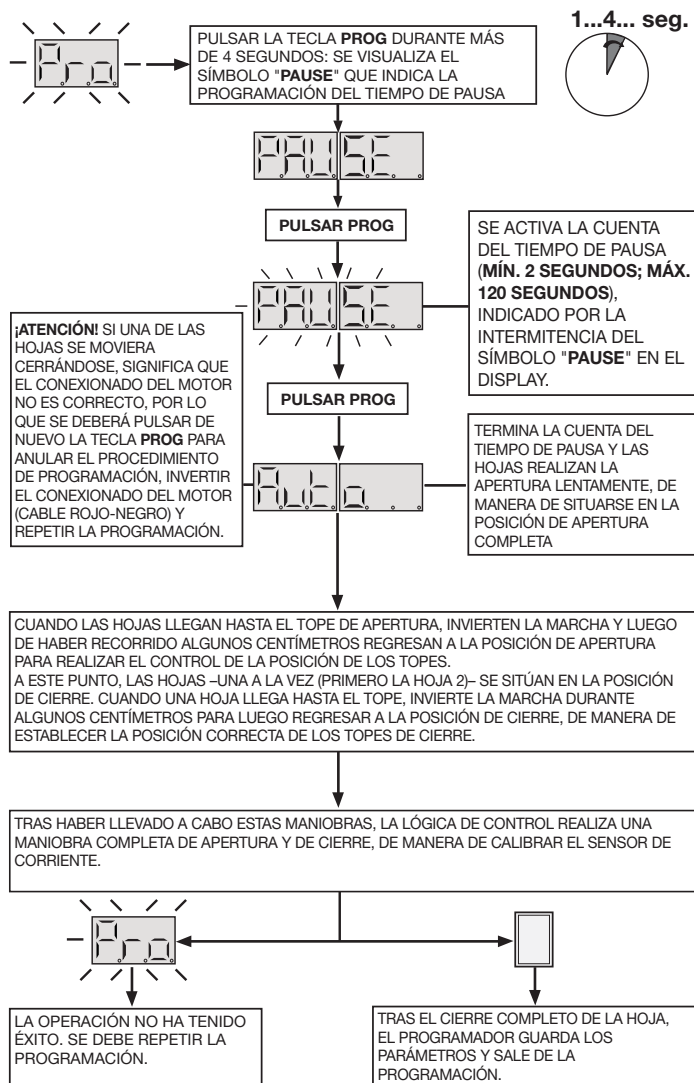 Pro
PULSAR LA TECLA PROG DURANTE MÁS
DE 4 SEGUNDOS: SE VISUALIZA EL
SÍMBOLO "PAUSE" QUE INDICA LA
PROGRAMACIÓN DEL TIEMPO DE PAUSA
1...4... seg.
PAUSE
PULSAR PROG
PAUSE
SE ACTIVA LA CUENTA
DEL TIEMPO DE PAUSA
(MÍN. 2 SEGUNDOS; MÁX.
120 SEGUNDOS),
INDICADO POR LA
INTERMITENCIA DEL
SÍMBOLO "PAUSE" EN EL
DISPLAY.
¡ATENCIÓN! SI UNA DE LAS
HOJAS SE MOVIERA
CERRÁNDOSE, SIGNIFICA QUE
EL CONEXIONADO DEL MOTOR
NO ES CORRECTO, POR LO
QUE SE DEBERÁ PULSAR DE
NUEVO LA TECLA PROG PARA
ANULAR EL PROCEDIMIENTO
DE PROGRAMACIÓN, INVERTIR
EL CONEXIONADO DEL MOTOR
(CABLE ROJO-NEGRO) Y
REPETIR LA PROGRAMACIÓN.
PULSAR PROG
Auto
TERMINA LA CUENTA DEL
TIEMPO DE PAUSA Y LAS
HOJAS REALIZAN LA
APERTURA LENTAMENTE, DE
MANERA DE SITUARSE EN LA
POSICIÓN DE APERTURA
COMPLETA
CUANDO LAS HOJAS LLEGAN HASTA EL TOPE DE APERTURA, INVIERTEN LA MARCHA Y LUEGO
DE HABER RECORRIDO ALGUNOS CENTÍMETROS REGRESAN A LA POSICIÓN DE APERTURA
PARA REALIZAR EL CONTROL DE LA POSICIÓN DE LOS TOPES.
A ESTE PUNTO, LAS HOJAS –UNA A LA VEZ (PRIMERO LA HOJA 2)– SE SITÚAN EN LA POSICIÓN
DE CIERRE. CUANDO UNA HOJA LLEGA HASTA EL TOPE, INVIERTE LA MARCHA DURANTE
ALGUNOS CENTÍMETROS PARA LUEGO REGRESAR A LA POSICIÓN DE CIERRE, DE MANERA DE
ESTABLECER LA POSICIÓN CORRECTA DE LOS TOPES DE CIERRE.
TRAS HABER LLEVADO A CABO ESTAS MANIOBRAS, LA LÓGICA DE CONTROL REALIZA UNA
MANIOBRA COMPLETA DE APERTURA Y DE CIERRE, DE MANERA DE CALIBRAR EL SENSOR DE
CORRIENTE.
Pro
LA OPERACIÓN NO HA TENIDO
ÉXITO. SE DEBE REPETIR LA
PROGRAMACIÓN.
TRAS EL CIERRE COMPLETO DE LA HOJA,
EL PROGRAMADOR GUARDA LOS
PARÁMETROS Y SALE DE LA
PROGRAMACIÓN.